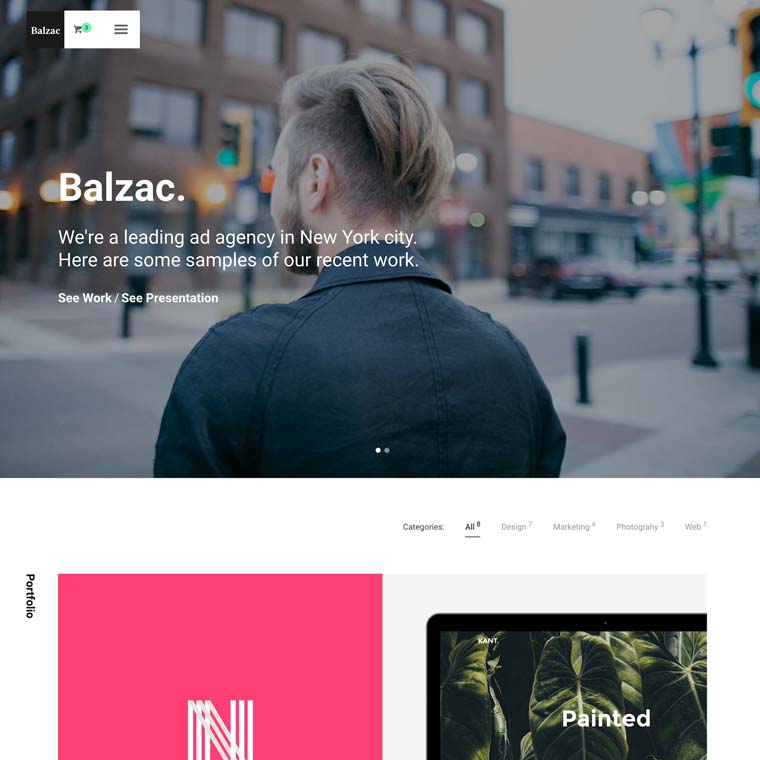 Balzac
3
Balzac.
We're a leading ad agency in New York city.
Here are some samples of our recent work.
See Work / See Presentation
Categories: All 8 Design 7 Marketing 4 Photograhy 3 Web 1
Portfolio
N
KANT.
Painted